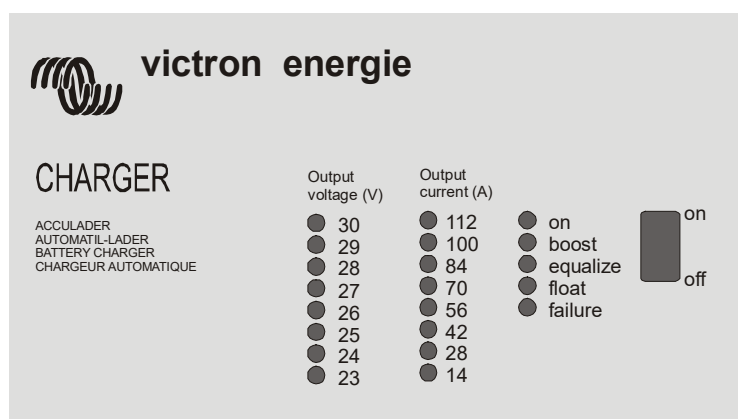 victron energie
CHARGER
ACCULADER
AUTOMATIL-LADER
BATTERY CHARGER
CHARGEUR AUTOMATIQUE
Output
voltage (V)
30
29
28
27
26
25
24
23
Output
current (A)
112
100
84
70
56
42
28
14
on
boost
equalize
float
failure
on
off